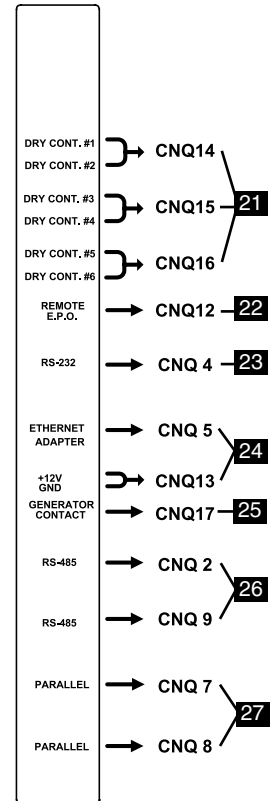 DRY CONT. #1
DRY CONT. #2
CNQ14
DRY CONT. #3
DRY CONT. #4
CNQ15
21
DRY CONT. #5
DRY CONT. #6
CNQ16
REMOTE
E.P.O.
CNQ12
22
RS-232
CNQ 4
23
ETHERNET
ADAPTER
CNQ 5
24
+12V
GND
CNQ13
GENERATOR
CONTACT
CNQ17
25
RS-485
CNQ 2
26
RS-485
CNQ 9
PARALLEL
CNQ 7
27
PARALLEL
CNQ 8